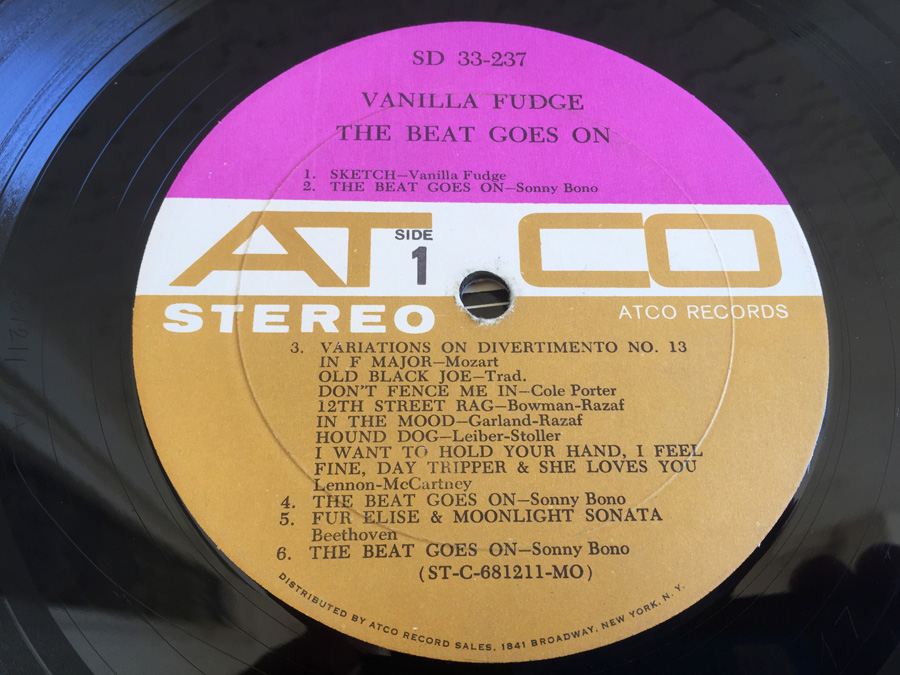 SD 33-237
VANILLA FUDGE
THE BEAT GOES ON
1. SKETCH—Vanilla Fudge
2. THE BEAT GOES ON—Sonny Bono
ATCO
SIDE
1
STEREO
ATCO RECORDS
3. VARIATIONS ON DIVERTIMENTO NO. 13
IN F MAJOR—Mozart
OLD BLACK JOE—Trad.
DON'T FENCE ME IN—Cole Porter
12TH STREET RAG—Bowman-Razaf
IN THE MOOD—Garland-Razaf
HOUND DOG—Leiber-Stoller
I WANT TO HOLD YOUR HAND, I FEEL
FINE, DAY TRIPPER & SHE LOVES YOU
Lennon-McCartney
4. THE BEAT GOES ON—Sonny Bono
5. FUR ELISE & MOONLIGHT SONATA
Beethoven
6. THE BEAT GOES ON—Sonny Bono
(ST-C-681211-MO)
DISTRIBUTED BY ATCO RECORD SALES, 1841 BROADWAY, NEW YORK, N. Y.